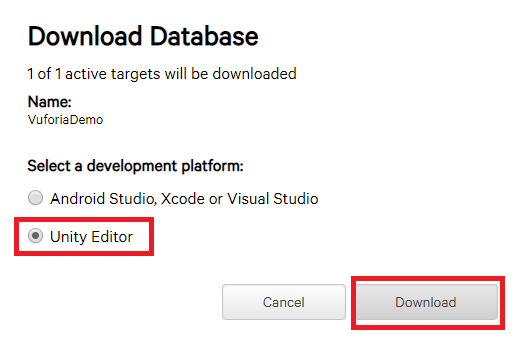 Download Database
1 of 1 active targets will be downloaded
Name:
VuforiaDemo
Select a development platform:
Android Studio, Xcode or Visual Studio
Unity Editor
Cancel
Download